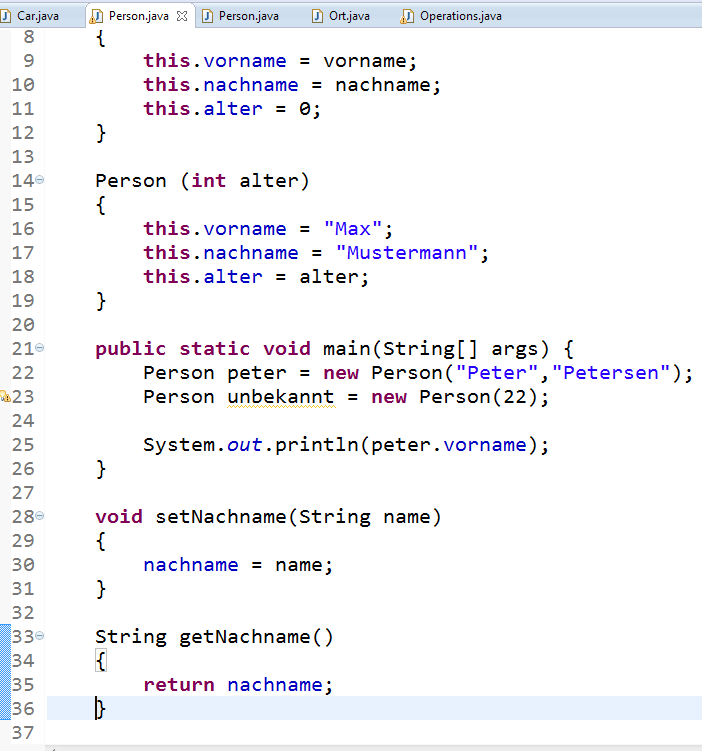 Car.java Person.java Person.java Ort.java Operations.java
8 {
9 this.vorname = vorname;
10 this.nachname = nachname;
11 this.alter = 0;
12 }
13
14 Person (int alter)
15 {
16 this.vorname = "Max";
17 this.nachname = "Mustermann";
18 this.alter = alter;
19 }
20
21 public static void main(String[] args) {
22 Person peter = new Person("Peter","Petersen");
23 Person unbekannt = new Person(22);
24
25 System.out.println(peter.vorname);
26 }
27
28 void setNachname(String name)
29 {
30 nachname = name;
31 }
32
33 String getNachname()
34 {
35 return nachname;
36 }
37